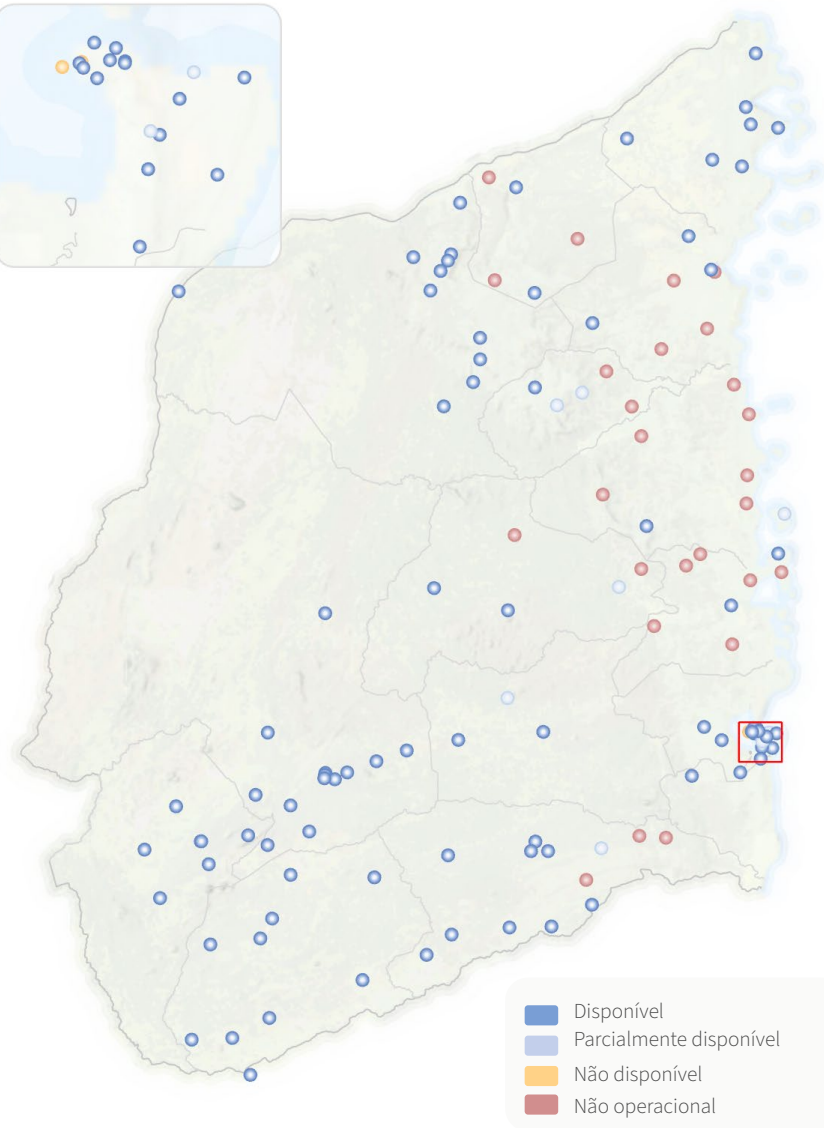 Disponível
Parcialmente disponível
Não disponível
Não operacional